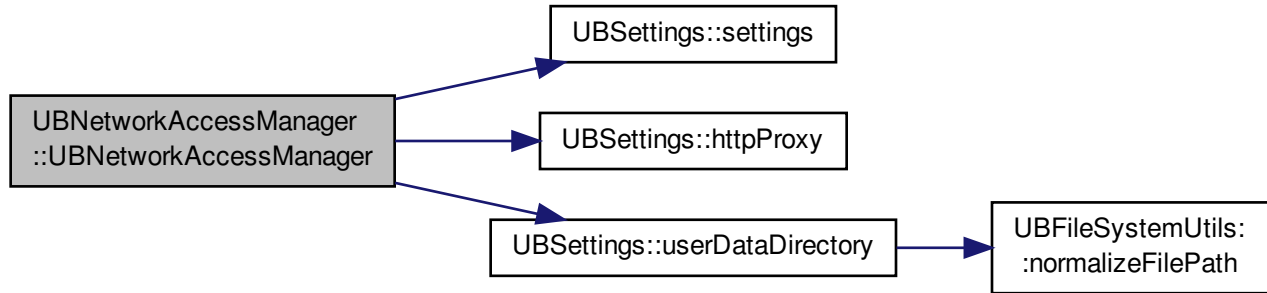 UBSettings::settings
UBNetworkAccessManager
::UBNetworkAccessManager
UBSettings::httpProxy
UBSettings::userDataDirectory
UBFileSystemUtils:
:normalizeFilePath